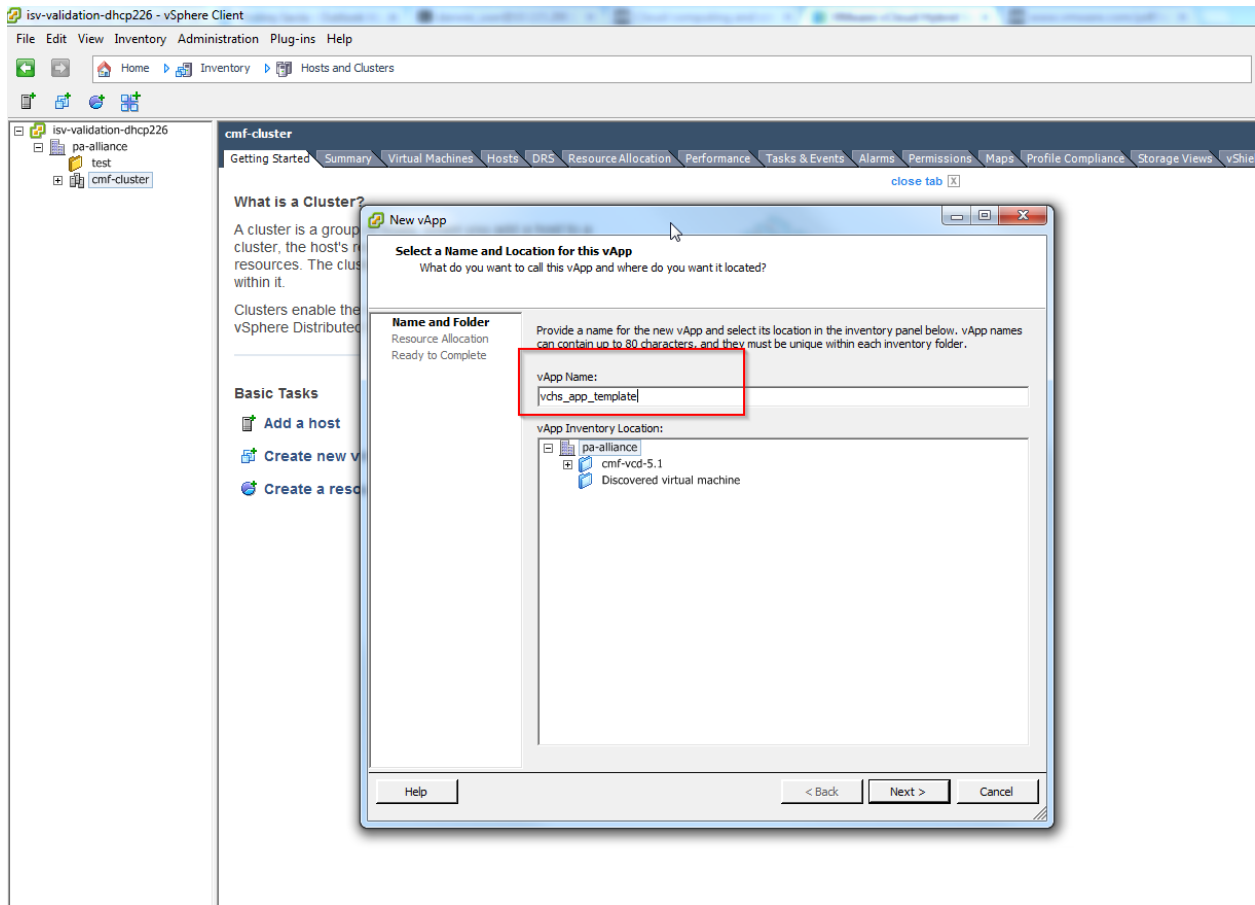 isv-validation-dhcp226 - vSphere Client
File Edit View Inventory Administration Plug-ins Help
Home Inventory Hosts and Clusters
isv-validation-dhcp226
pa-alliance
test
cmf-cluster
cmf-cluster
Getting Started Summary Virtual Machines Hosts DRS Resource Allocation Performance Tasks & Events Alarms Permissions Maps Profile Compliance Storage Views vShie
close tab X
What is a Cluster?
A cluster is a group
cluster, the host's
resources. The clus
within it.
Clusters enable the
vSphere Distributed
Basic Tasks
Add a host
Create new v
Create a reso
New vApp
Select a Name and Location for this vApp
What do you want to call this vApp and where do you want it located?
Name and Folder
Resource Allocation
Ready to Complete
Provide a name for the new vApp and select its location in the inventory panel below. vApp names
can contain up to 80 characters, and they must be unique within each inventory folder.
vApp Name:
vchs_app_template
vApp Inventory Location:
pa-alliance
cmf-vcd-5.1
Discovered virtual machine
Help
< Back Next > Cancel